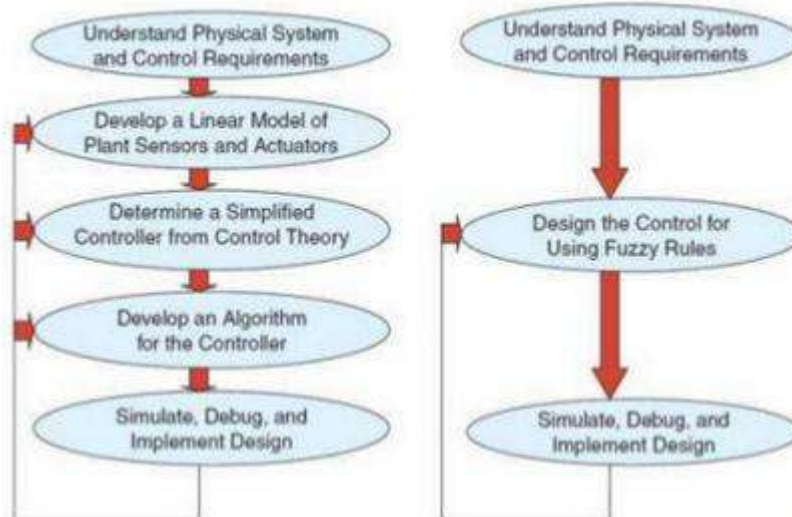 Understand Physical System
and Control Requirements
Develop a Linear Model of
Plant Sensors and Actuators
Determine a Simplified
Controller from Control Theory
Develop an Algorithm
for the Controller
Simulate, Debug, and
Implement Design
Understand Physical System
and Control Requirements
Design the Control for
Using Fuzzy Rules
Simulate, Debug, and
Implement Design